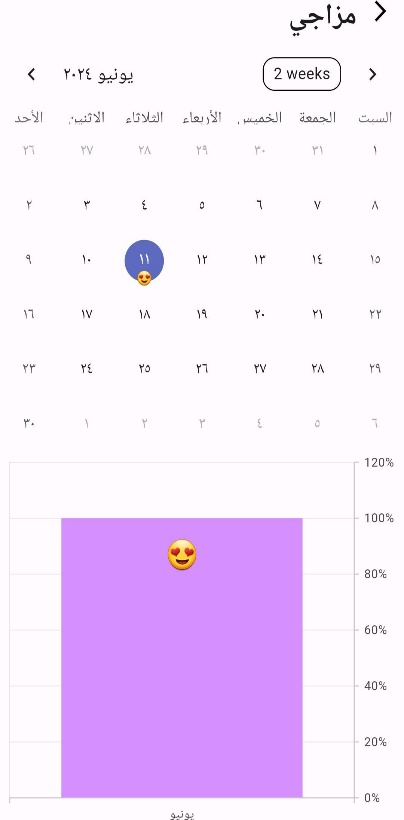 مزاجي
يونيو ٢٠٢٤ 2 weeks
الأحد الاثنين الثلاثاء الأربعاء الخميس الجمعة السبت
٢٦ ٢٧ ٢٨ ٢٩ ٣٠ ٣١ ١
٢ ٣ ٤ ٥ ٦ ٧ ٨
٩ ١٠ ١١ ١٢ ١٣ ١٤ ١٥
١٦ ١٧ ١٨ ١٩ ٢٠ ٢١ ٢٢
٢٣ ٢٤ ٢٥ ٢٦ ٢٧ ٢٨ ٢٩
٣٠ ١ ٢ ٣ ٤ ٥ ٦
120%
100%
80%
60%
40%
20%
0%
يونيو